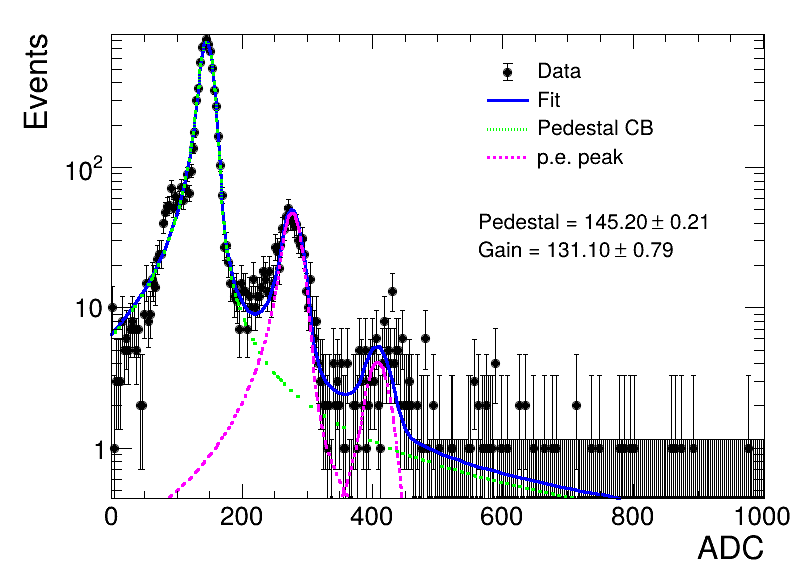 Events
Data
Fit
Pedestal CB
p.e. peak
10²
Pedestal = 145.20 ± 0.21
Gain = 131.10 ± 0.79
10
1
0 200 400 600 800 1000
ADC